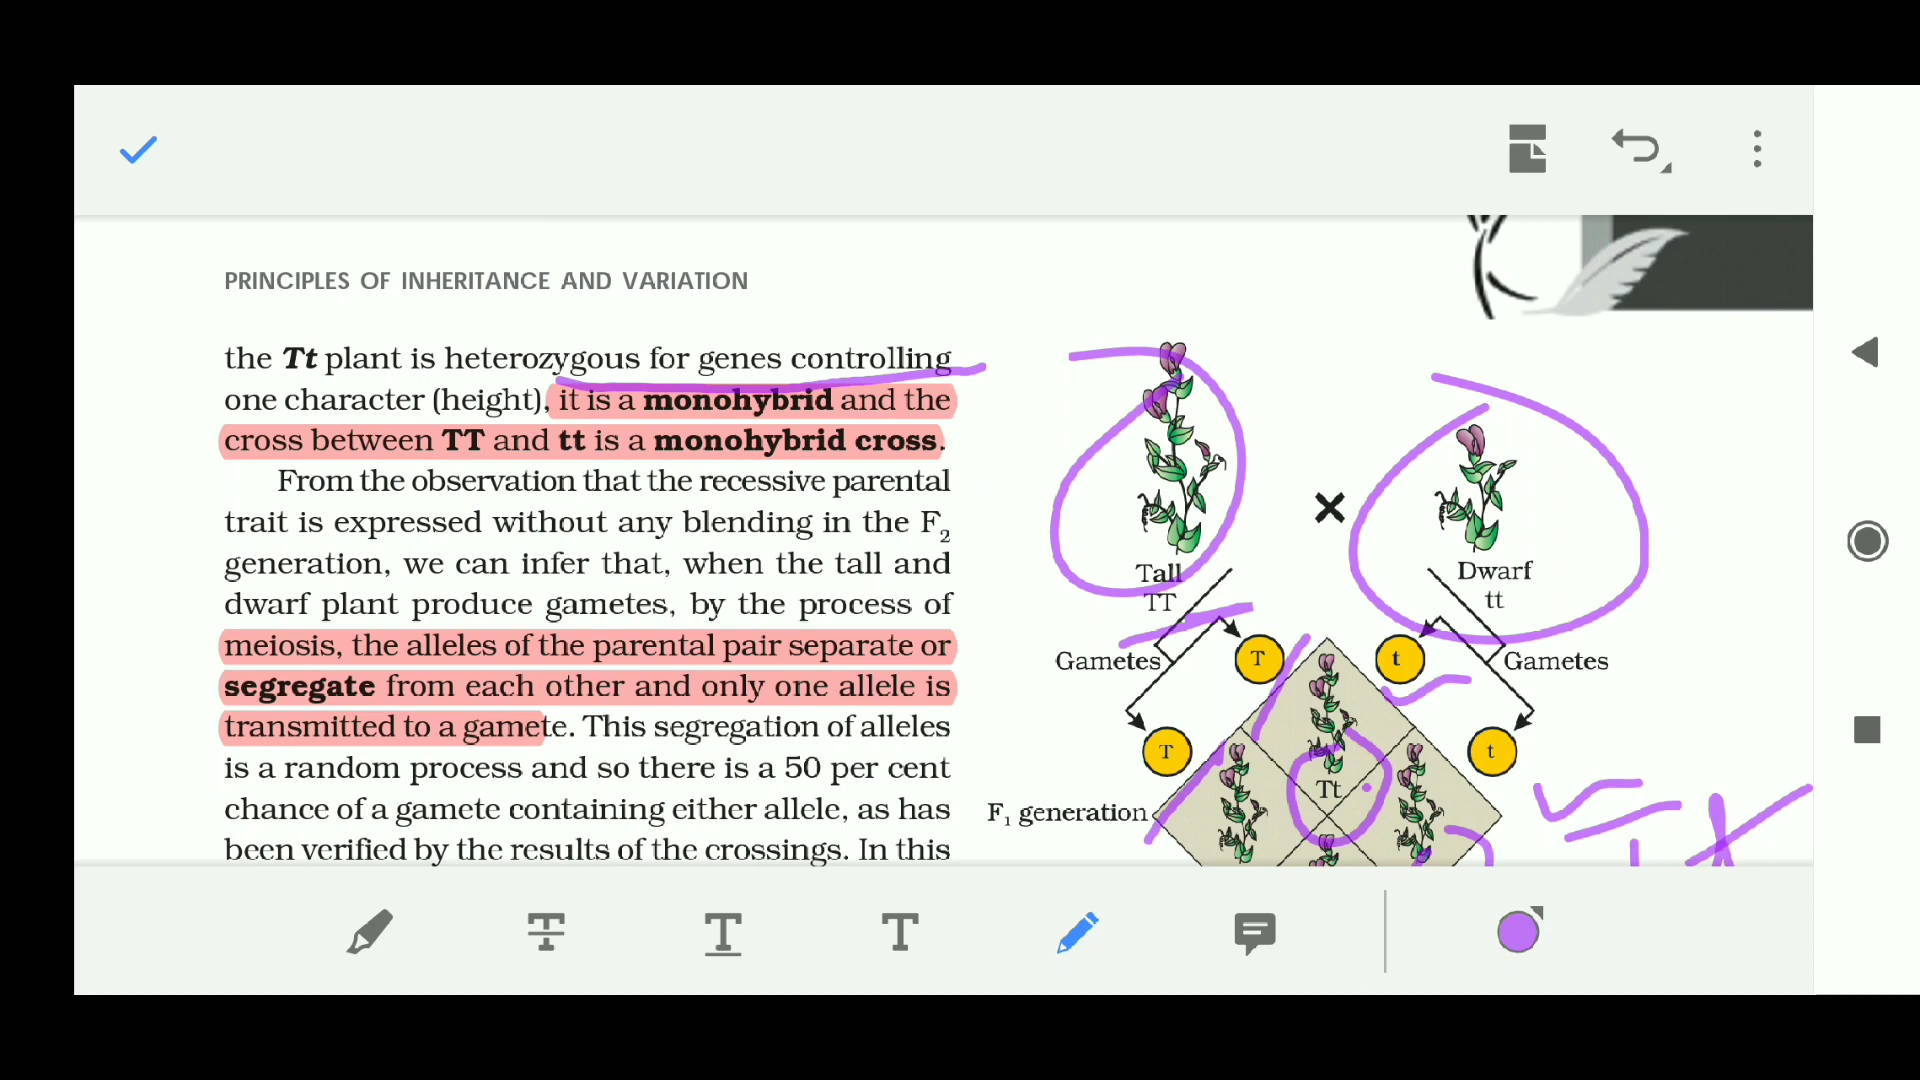 PRINCIPLES OF INHERITANCE AND VARIATION
the Tt plant is heterozygous for genes controlling
one character (height), it is a monohybrid and the
cross between TT and tt is a monohybrid cross.
From the observation that the recessive parental
trait is expressed without any blending in the F2
generation, we can infer that, when the tall and
dwarf plant produce gametes, by the process of
meiosis, the alleles of the parental pair separate or
segregate from each other and only one allele is
transmitted to a gamete. This segregation of alleles
is a random process and so there is a 50 per cent
chance of a gamete containing either allele, as has
been verified by the results of the crossings. In this
Tall
TT
Dwarf
tt
Gametes
T
t
Gametes
T
t
Tt
F1 generation